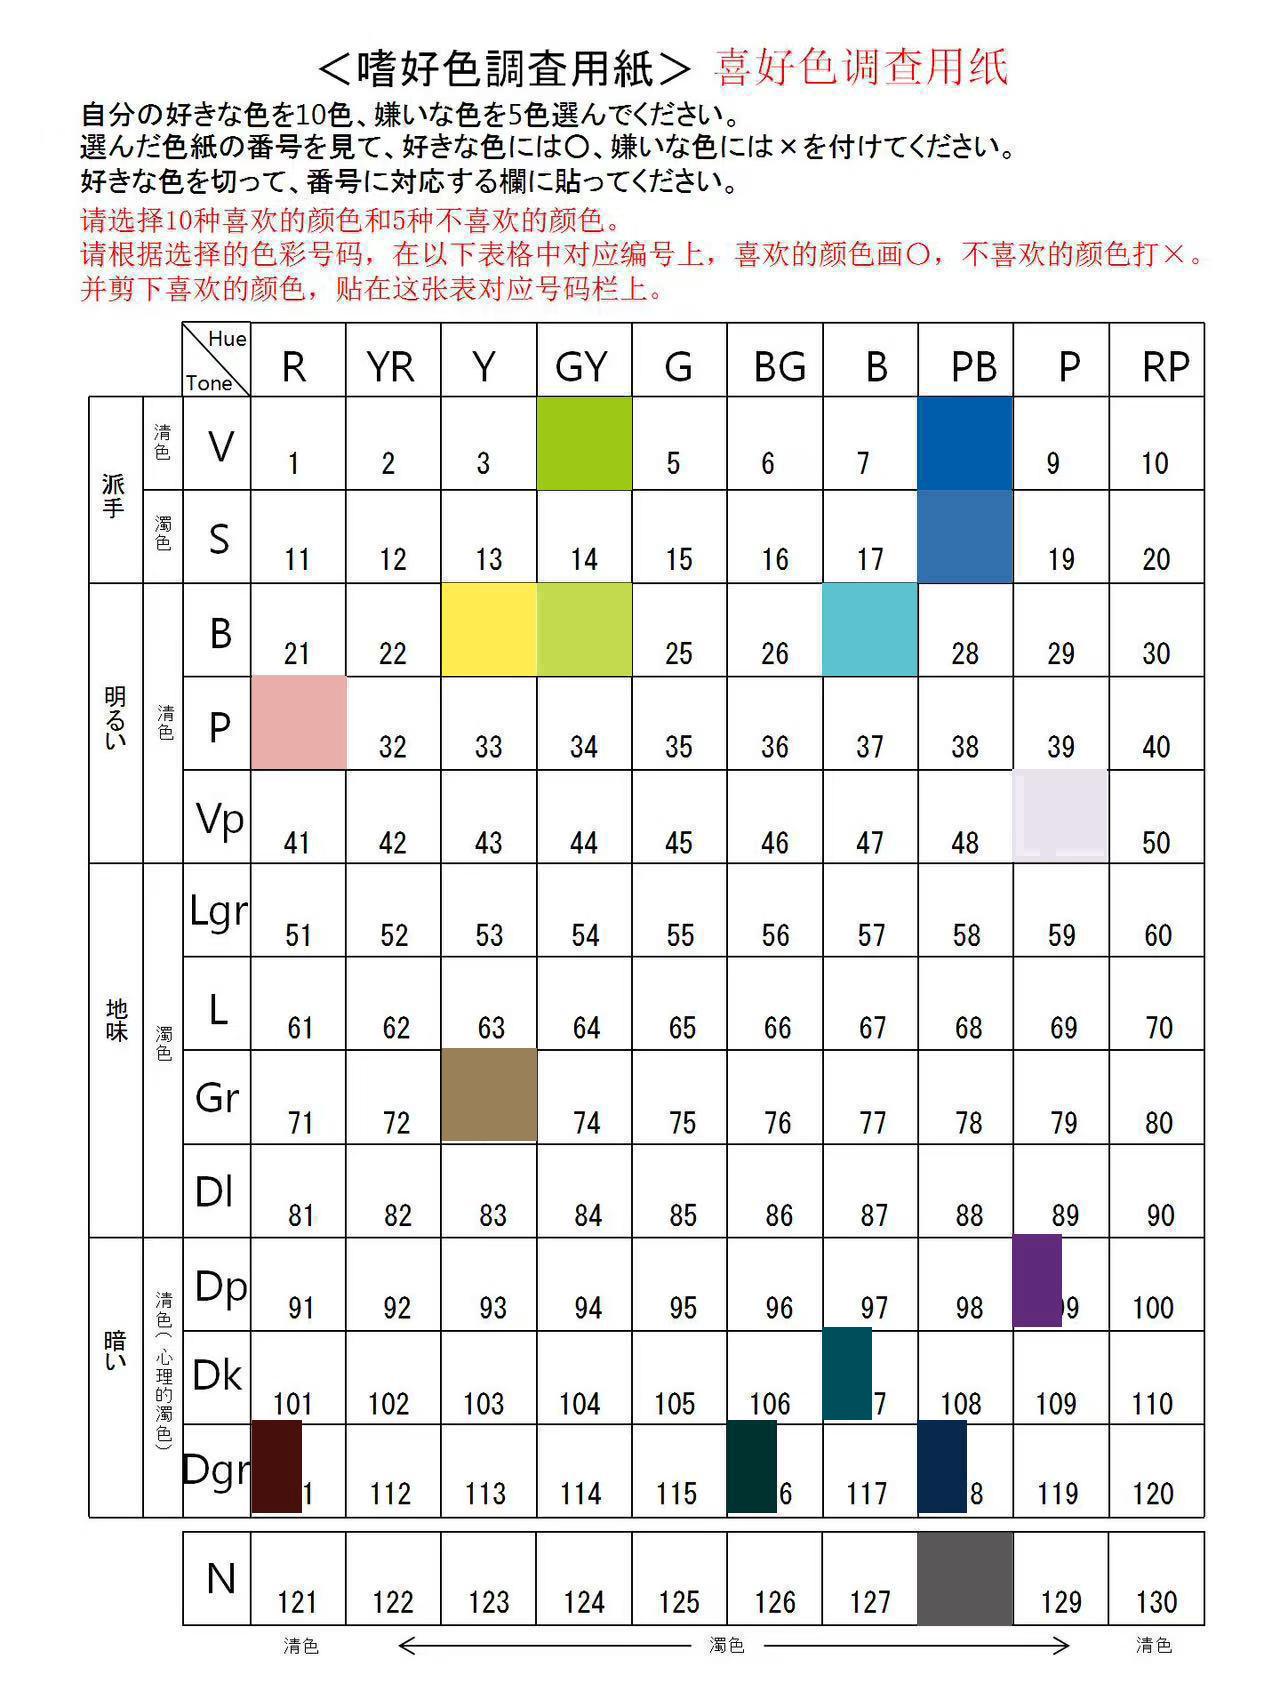 ＜嗜好色調査用紙＞ 喜好色调查用纸
自分の好きな色を10色、嫌いな色を5色選んでください。
選んだ色紙の番号を見て、好きな色には〇、嫌いな色には×を付けてください。
好きな色を切って、番号に対応する欄に貼ってください。
请选择10种喜欢的颜色和5种不喜欢的颜色。
请根据选择的色彩号码，在以下表格中对应编号上，喜欢的颜色画〇，不喜欢的颜色打×。
并剪下喜欢的颜色，贴在这张表对应号码栏上。
Hue
Tone
R YR Y GY G BG B PB P RP
派手
清色
V 1 2 3 5 6 7 9 10
濁色
S 11 12 13 14 15 16 17 19 20
明るい
清色
B 21 22 25 26 28 29 30
P 32 33 34 35 36 37 38 39 40
Vp 41 42 43 44 45 46 47 48 50
地味
濁色
Lgr 51 52 53 54 55 56 57 58 59 60
L 61 62 63 64 65 66 67 68 69 70
Gr 71 72 74 75 76 77 78 79 80
Dl 81 82 83 84 85 86 87 88 89 90
暗い
清色(心理的濁色)
Dp 91 92 93 94 95 96 97 98 9 100
Dk 101 102 103 104 105 106 7 108 109 110
Dgr 1 112 113 114 115 6 117 8 119 120
N 121 122 123 124 125 126 127 129 130
清色 濁色 清色